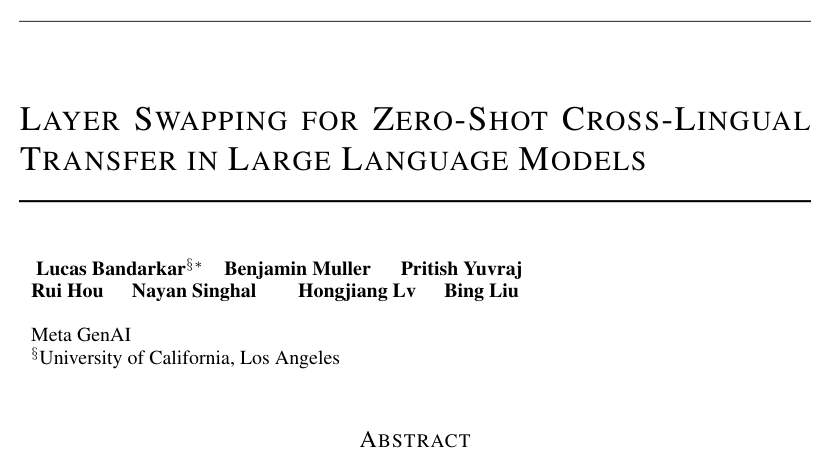 LAYER SWAPPING FOR ZERO-SHOT CROSS-LINGUAL
TRANSFER IN LARGE LANGUAGE MODELS
Lucas Bandarkar§* Benjamin Muller Pritish Yuvraj
Rui Hou Nayan Singhal Hongjiang Lv Bing Liu
Meta GenAI
§University of California, Los Angeles
ABSTRACT